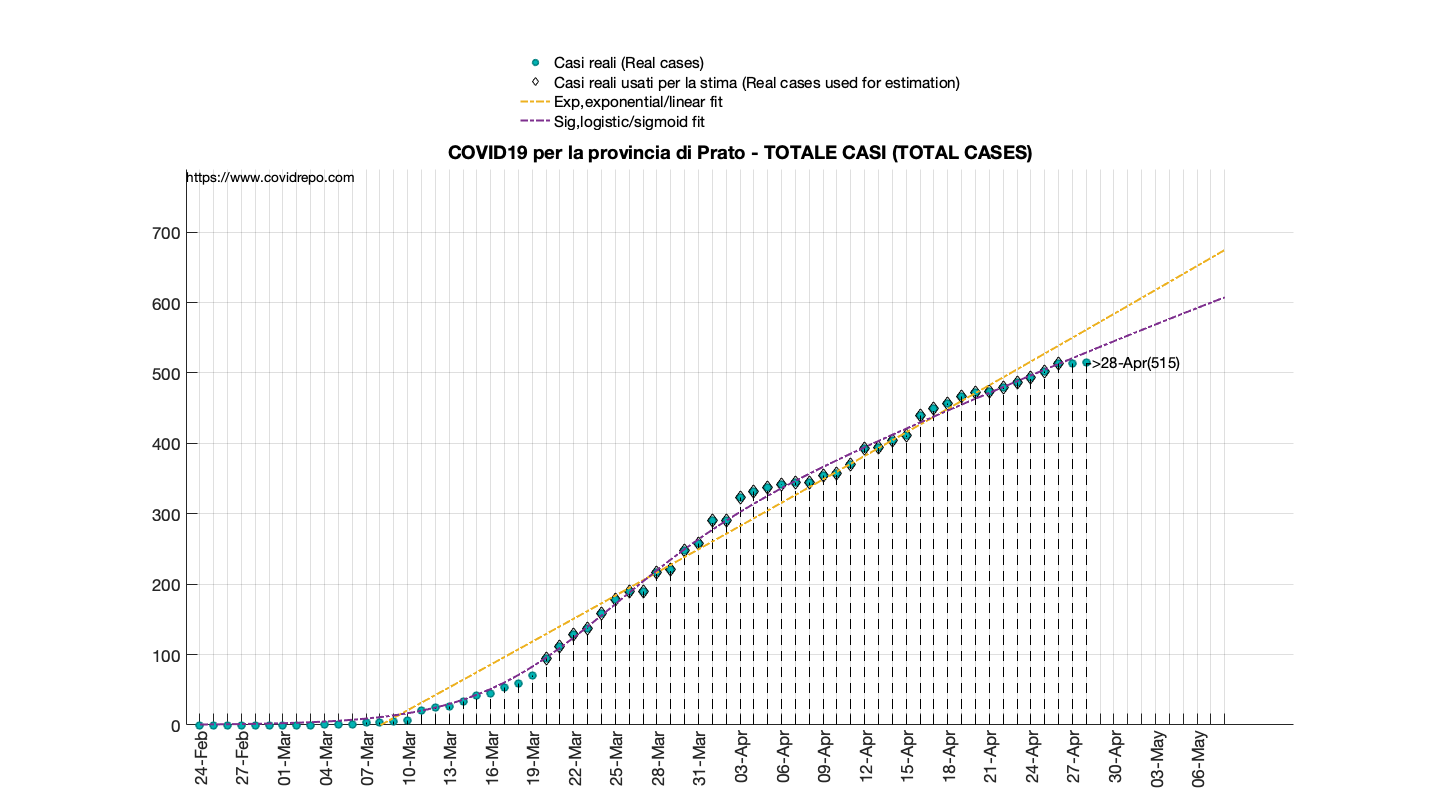 Casi reali (Real cases)
Casi reali usati per la stima (Real cases used for estimation)
Exp,exponential/linear fit
Sig,logistic/sigmoid fit
COVID19 per la provincia di Prato - TOTALE CASI (TOTAL CASES)
https://www.covidrepo.com
700
600
500
400
300
200
100
0
>28-Apr(515)
24-Feb
27-Feb
01-Mar
04-Mar
07-Mar
10-Mar
13-Mar
16-Mar
19-Mar
22-Mar
25-Mar
28-Mar
31-Mar
03-Apr
06-Apr
09-Apr
12-Apr
15-Apr
18-Apr
21-Apr
24-Apr
27-Apr
30-Apr
03-May
06-May